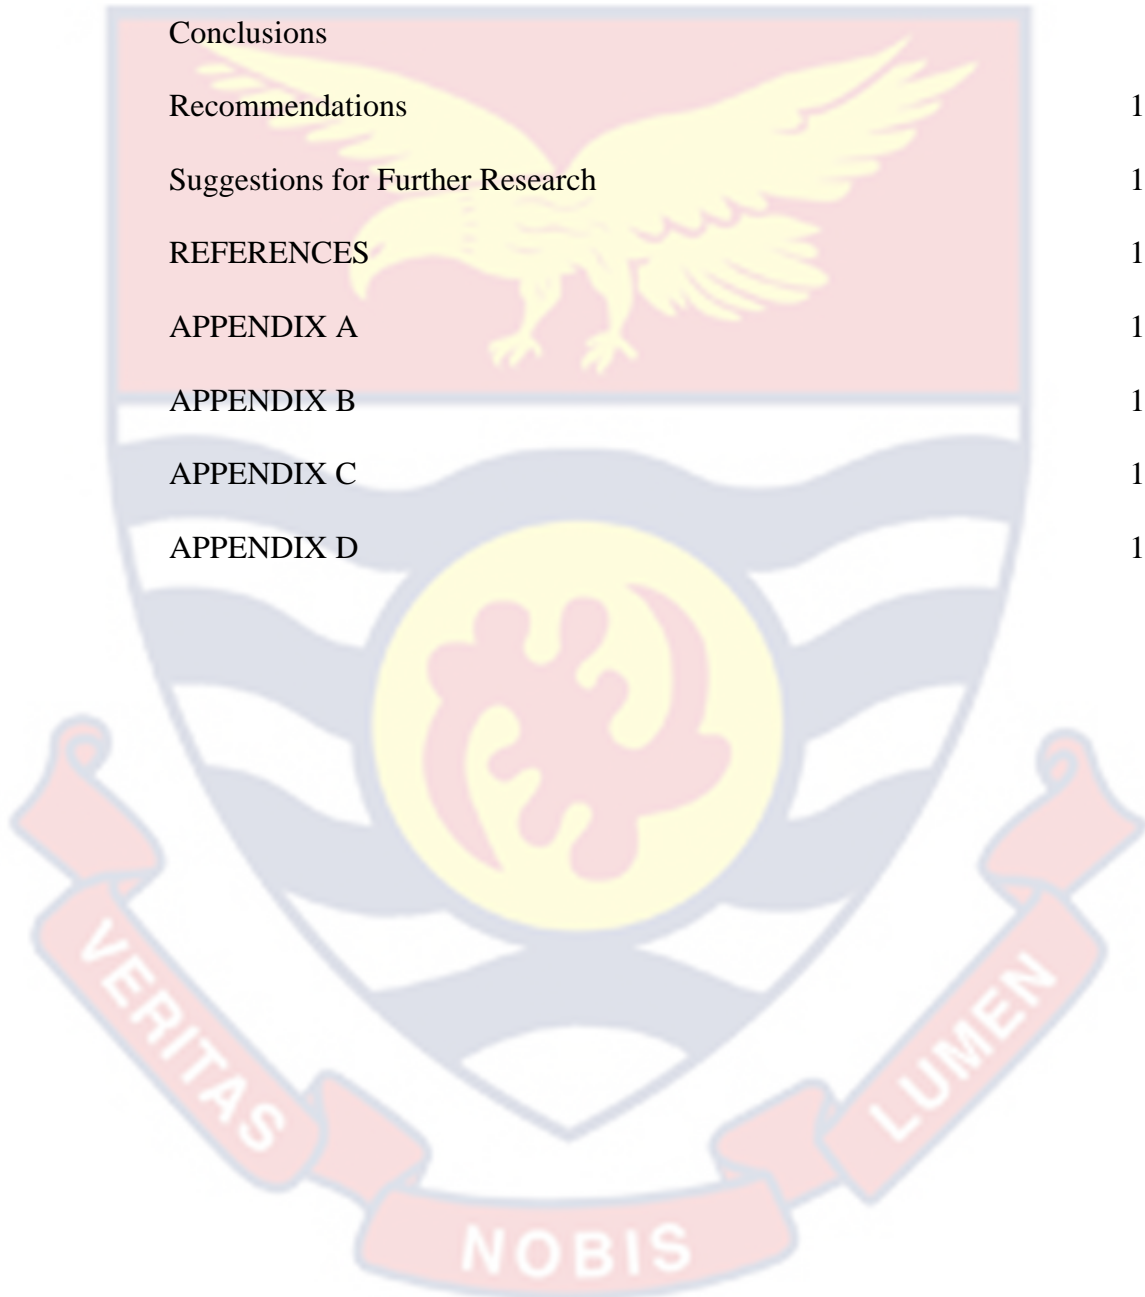 Conclusions
Recommendations 1
Suggestions for Further Research 1
REFERENCES 1
APPENDIX A 1
APPENDIX B 1
APPENDIX C 1
APPENDIX D 1
VERITAS
NOBIS
LUMEN